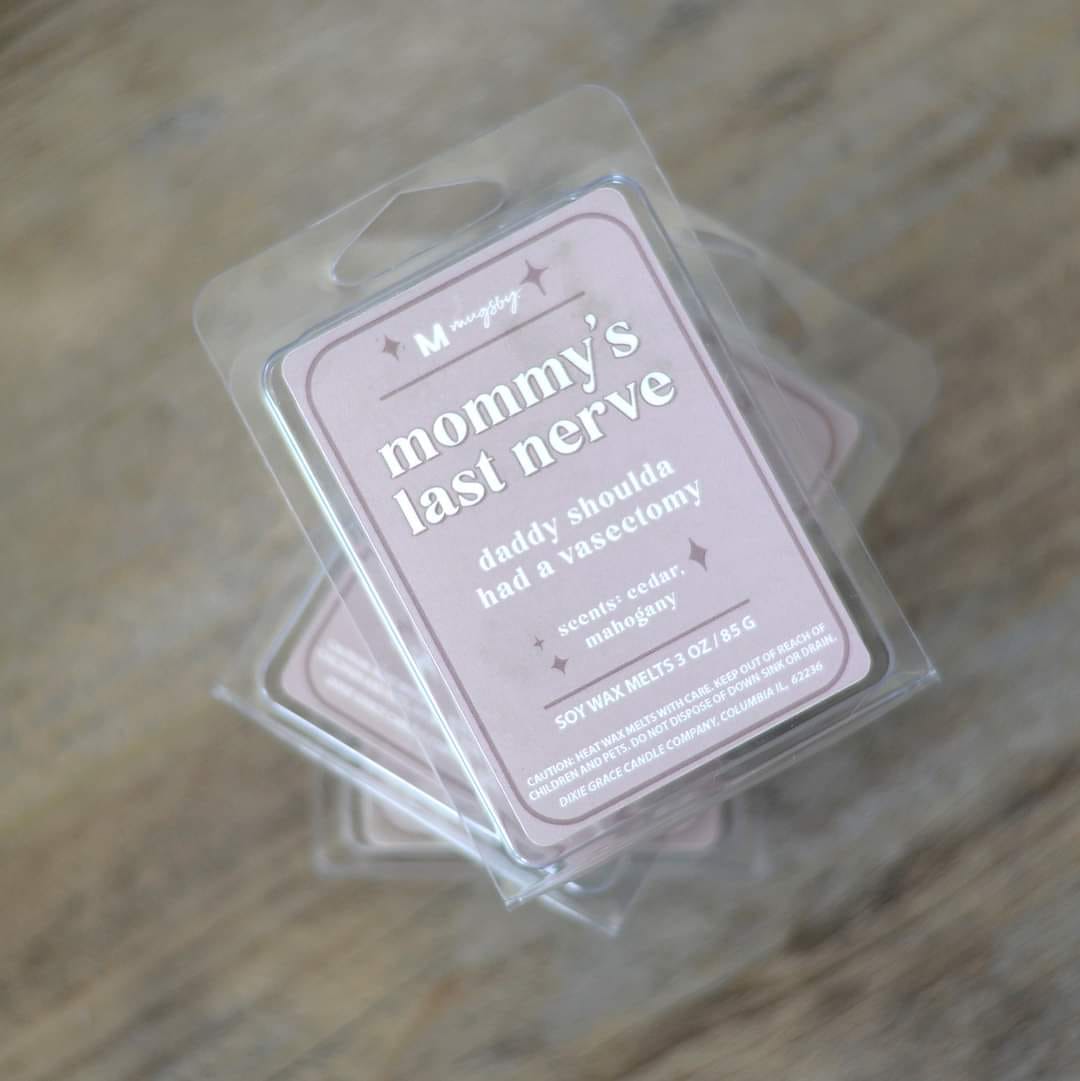 M mugsby.
mommy's
last nerve
daddy shoulda
had a vasectomy
scents: cedar,
mahogany
SOY WAX MELTS 3 OZ / 85 G
CAUTION: HEAT WAX MELTS WITH CARE. KEEP OUT OF REACH OF
CHILDREN AND PETS. DO NOT DISPOSE OF DOWN SINK OR DRAIN.
DIXIE GRACE CANDLE COMPANY, COLUMBIA IL, 62236